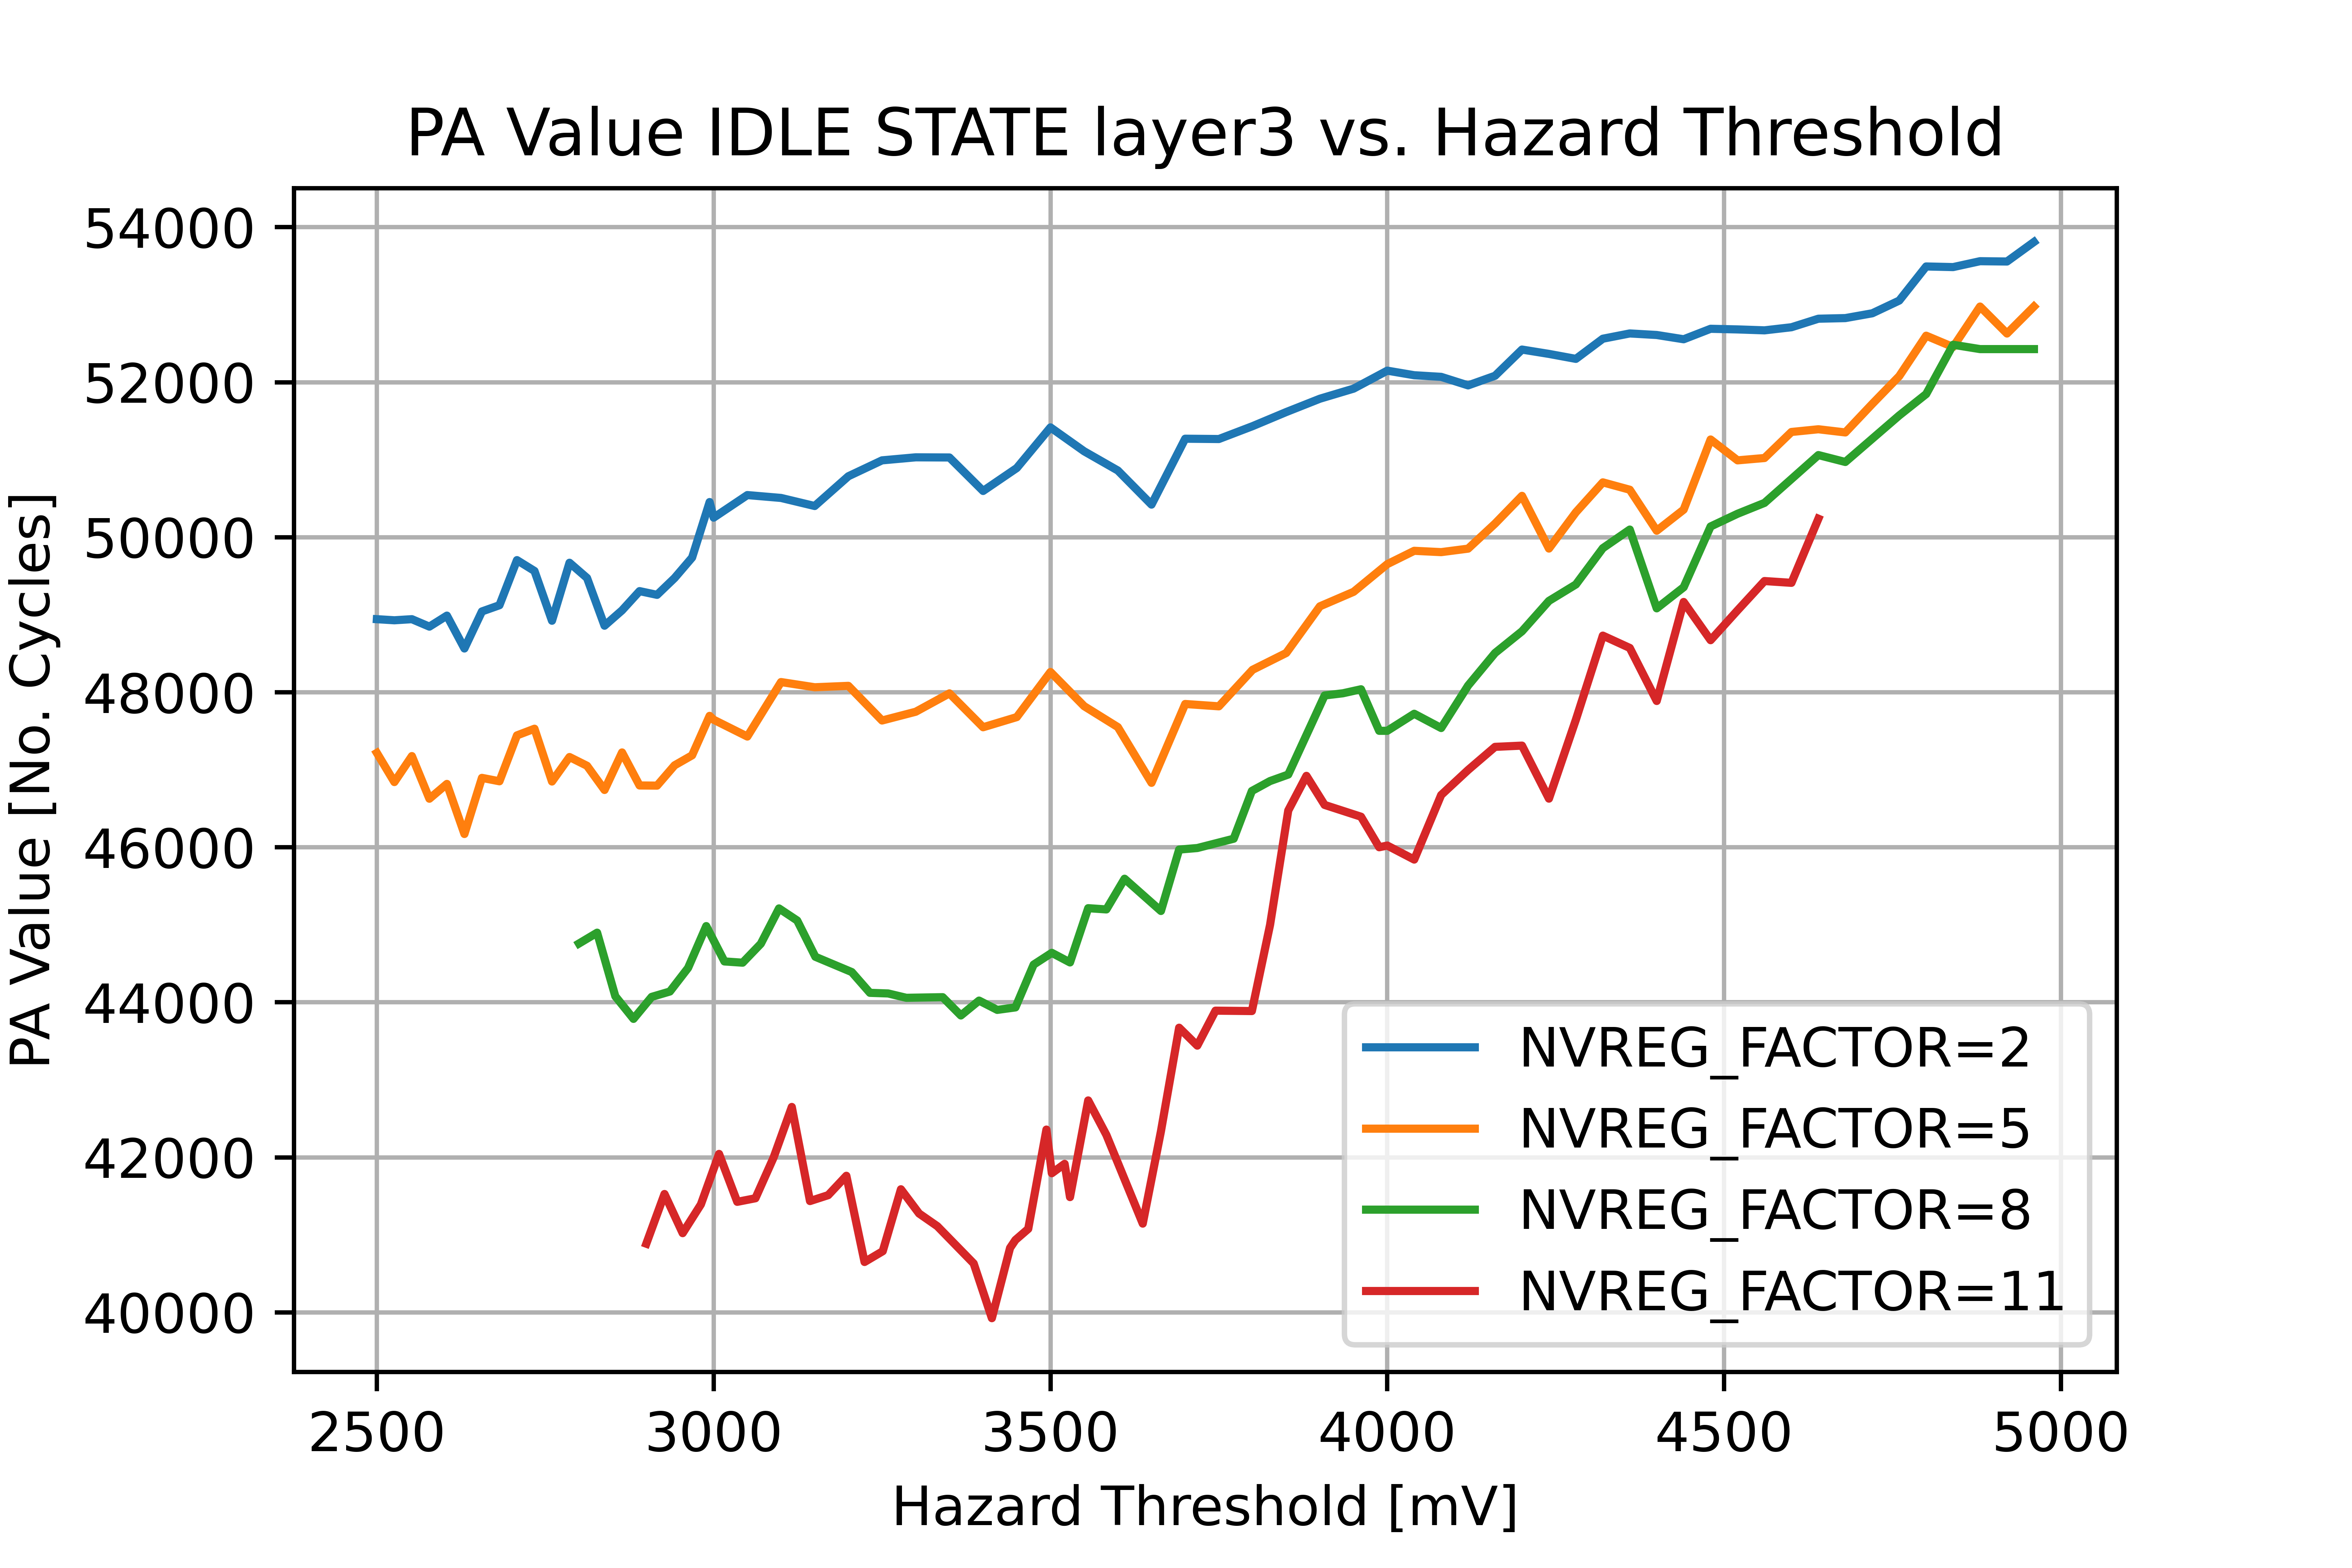 PA Value IDLE STATE layer3 vs. Hazard Threshold
54000
52000
50000
48000
46000
44000
42000
40000
PA Value [No. Cycles]
NVREG_FACTOR=2
NVREG_FACTOR=5
NVREG_FACTOR=8
NVREG_FACTOR=11
2500 3000 3500 4000 4500 5000
Hazard Threshold [mV]